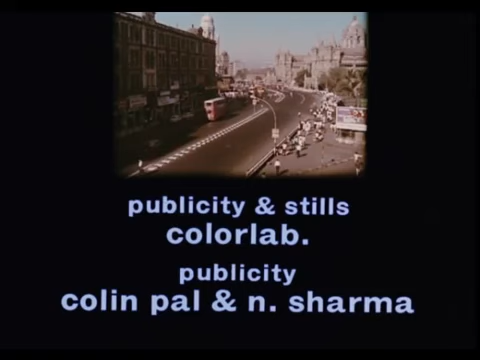 publicity & stills
colorlab.
publicity
colin pal & n. sharma